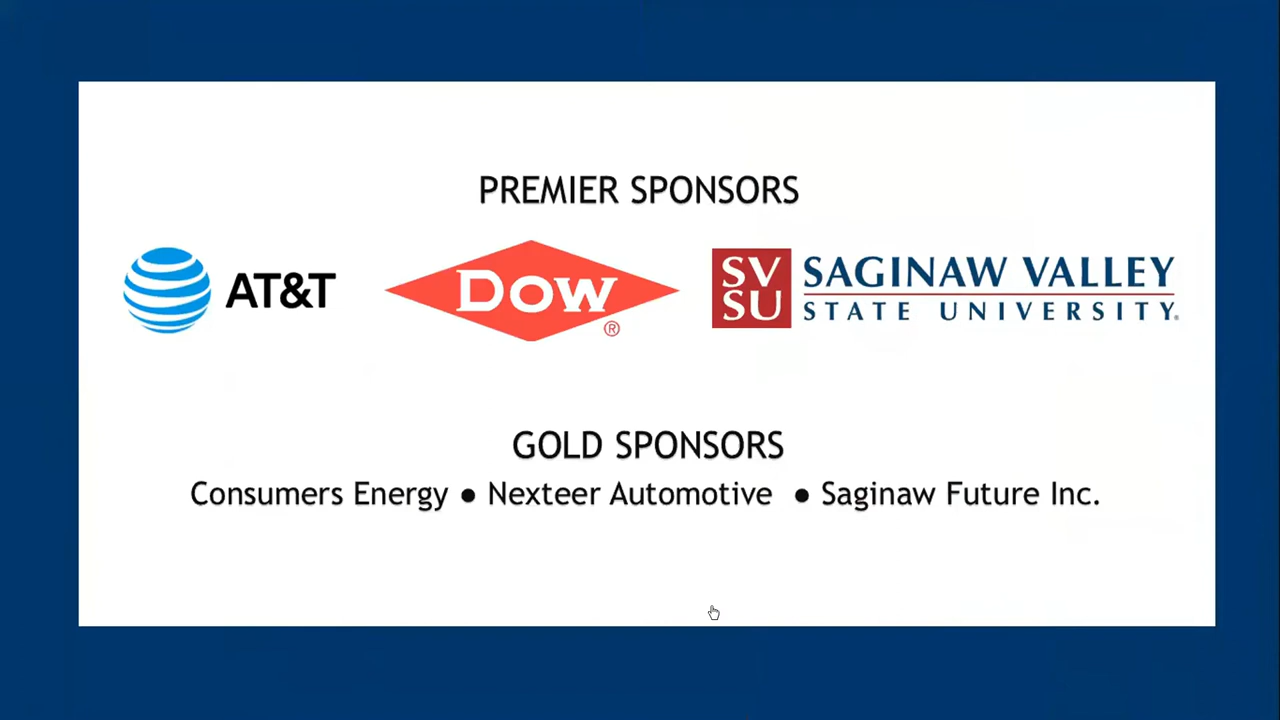 PREMIER SPONSORS
AT&T
DOW®
SV
SU
SAGINAW VALLEY
STATE UNIVERSITY®
GOLD SPONSORS
Consumers Energy ● Nexteer Automotive ● Saginaw Future Inc.